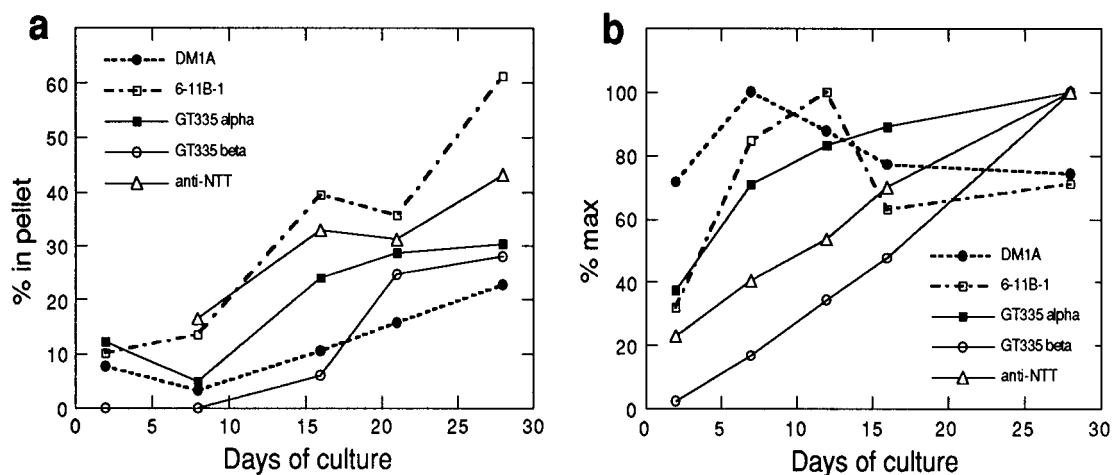 a
% in pellet
60
50
40
30
20
10
0
DM1A
6-11B-1
GT335 alpha
GT335 beta
anti-NTT
0 5 10 15 20 25 30
Days of culture
b
% max
100
80
60
40
20
0
DM1A
6-11B-1
GT335 alpha
GT335 beta
anti-NTT
0 5 10 15 20 25 30
Days of culture